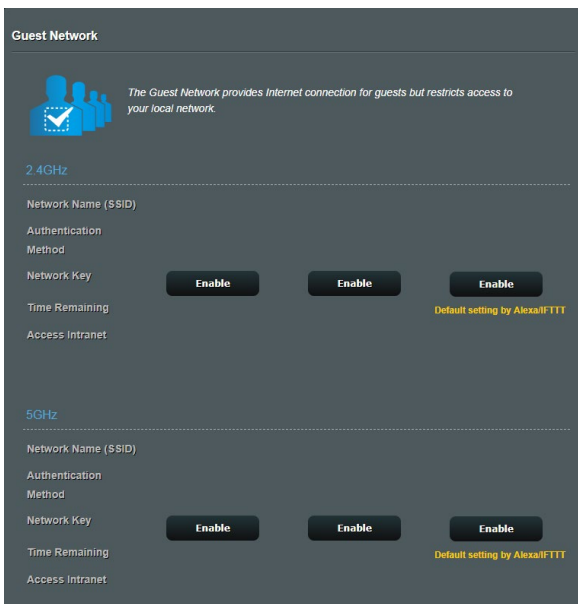 Guest Network
The Guest Network provides Internet connection for guests but restricts access to
your local network.
2.4GHz
Network Name (SSID)
Authentication
Method
Network Key
Enable Enable Enable
Time Remaining
Default setting by Alexa/IFTTT
Access Intranet
5GHz
Network Name (SSID)
Authentication
Method
Network Key
Enable Enable Enable
Time Remaining
Default setting by Alexa/IFTTT
Access Intranet